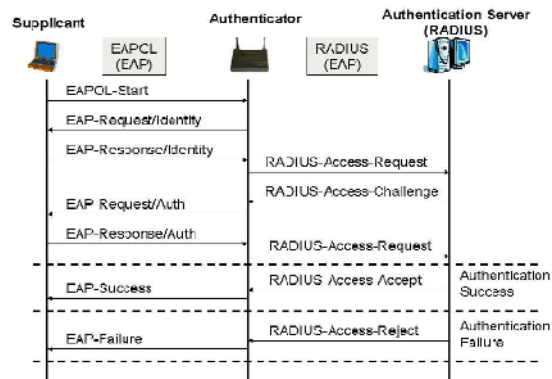 Supplicant
Authenticator
Authentication Server
(RADIUS)
EAPOL
(EAP)
RADIUS
(EAP)
EAPOL-Start
EAP-Request/Identity
EAP-Response/Identity
RADIUS-Access-Request
RADIUS-Access-Challenge
EAP-Request/Auth
EAP-Response/Auth
RADIUS-Access-Request
RADIUS-Access-Accept
Authentication
Success
EAP-Success
RADIUS-Access-Reject
Authentication
Failure
EAP-Failure